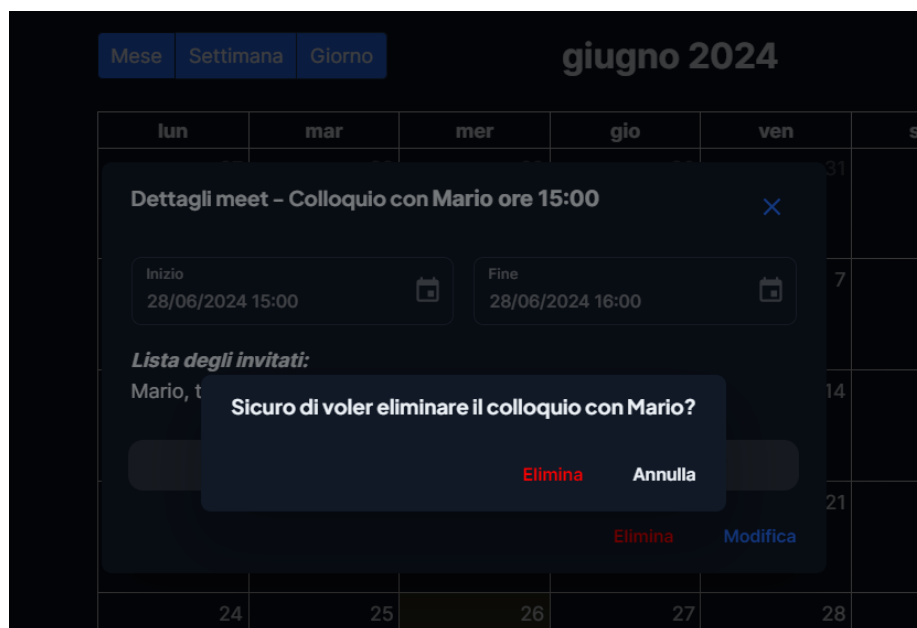 Mese Settimana Giorno giugno 2024
lun mar mer gio ven s
31
Dettagli meet – Colloquio con Mario ore 15:00
Inizio Fine
28/06/2024 15:00 28/06/2024 16:00
7
Lista degli invitati:
Mario, t
14
Sicuro di voler eliminare il colloquio con Mario?
Elimina Annulla
21
Elimina Modifica
24 25 26 27 28